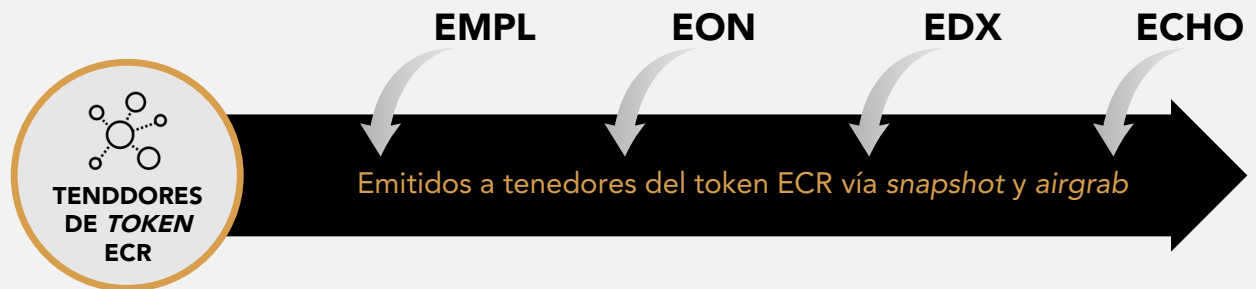 EMPL EON EDX ECHO
TENDDORES
DE TOKEN
ECR
Emitidos a tenedores del token ECR vía snapshot y airgrab